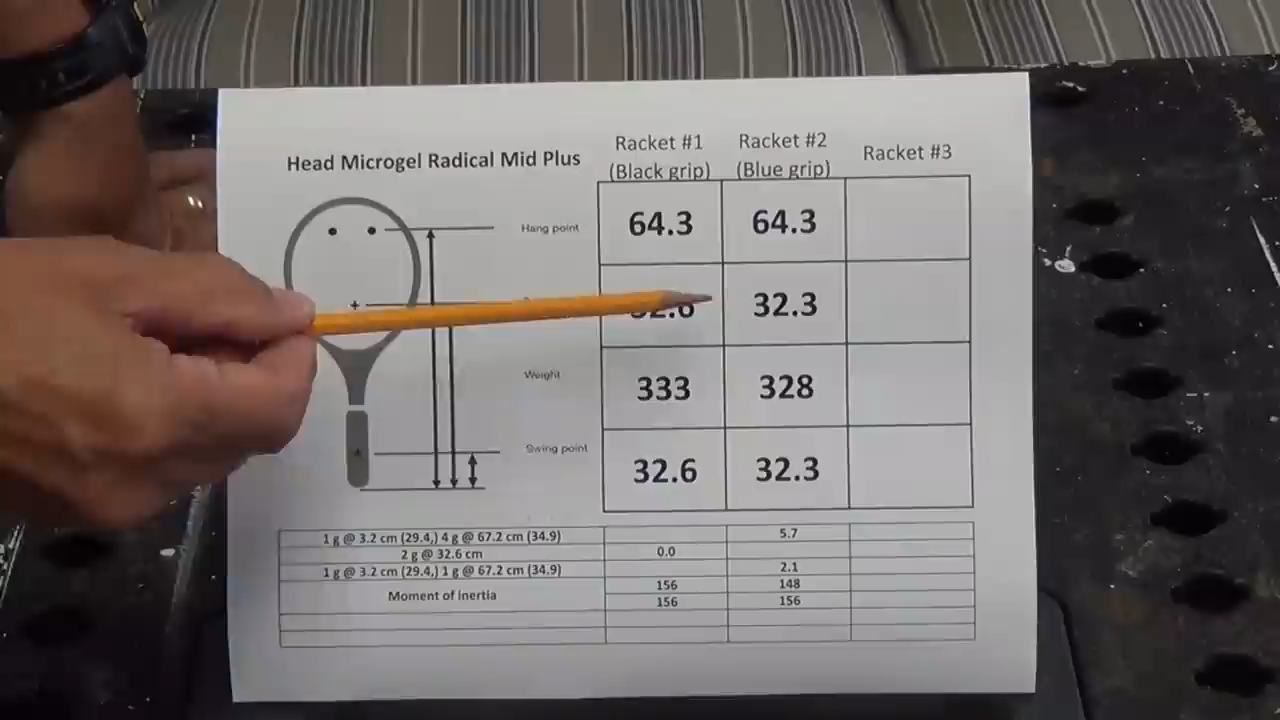 Head Microgel Radical Mid Plus
Racket #1
(Black grip)
Racket #2
(Blue grip)
Racket #3
Hang point
64.3
64.3
32.3
Weight
333
328
Swing point
32.6
32.3
1 g @ 3.2 cm (29.4,) 4 g @ 67.2 cm (34.9)
5.7
2 g @ 32.6 cm
0.0
1 g @ 3.2 cm (29.4,) 1 g @ 67.2 cm (34.9)
2.1
Moment of inertia
156
148
156
156